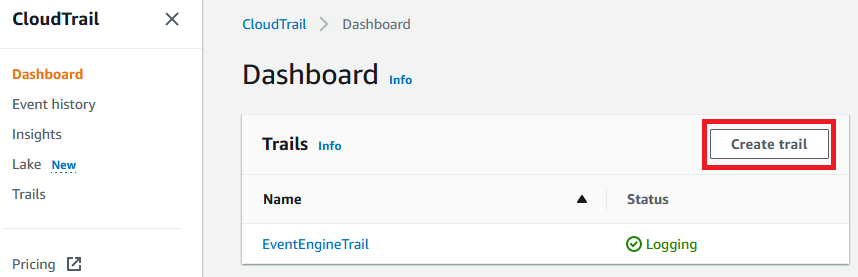 CloudTrail
Dashboard
Event history
Insights
Lake New
Trails
Pricing
CloudTrail Dashboard
Dashboard Info
Trails Info
Create trail
Name Status
EventEngineTrail Logging